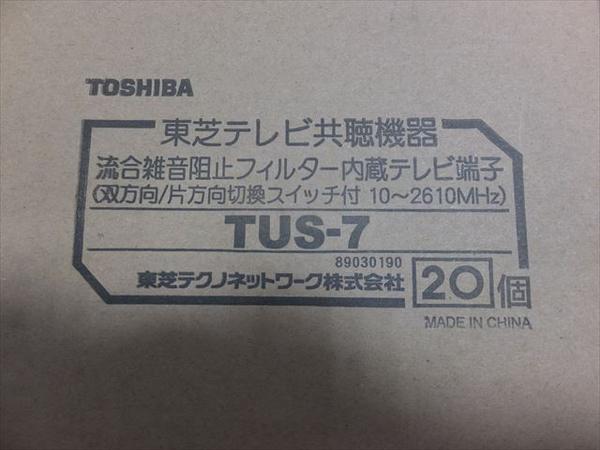 TOSHIBA
東芝テレビ共聴機器
流合雑音阻止フィルター内蔵テレビ端子
(双方向/片方向切換スイッチ付 10～2610MHz)
TUS-7
89030190
東芝テクノネットワーク株式会社 20個
MADE IN CHINA